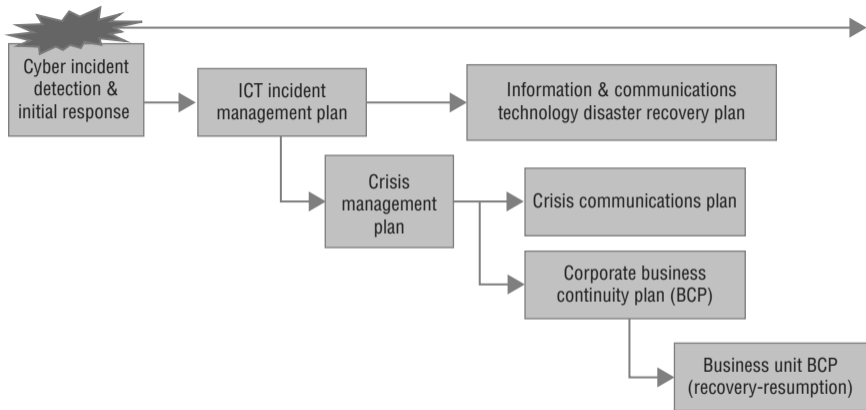 Cyber incident
detection &
initial response
ICT incident
management plan
Information & communications
technology disaster recovery plan
Crisis
management
plan
Crisis communications plan
Corporate business
continuity plan (BCP)
Business unit BCP
(recovery-resumption)